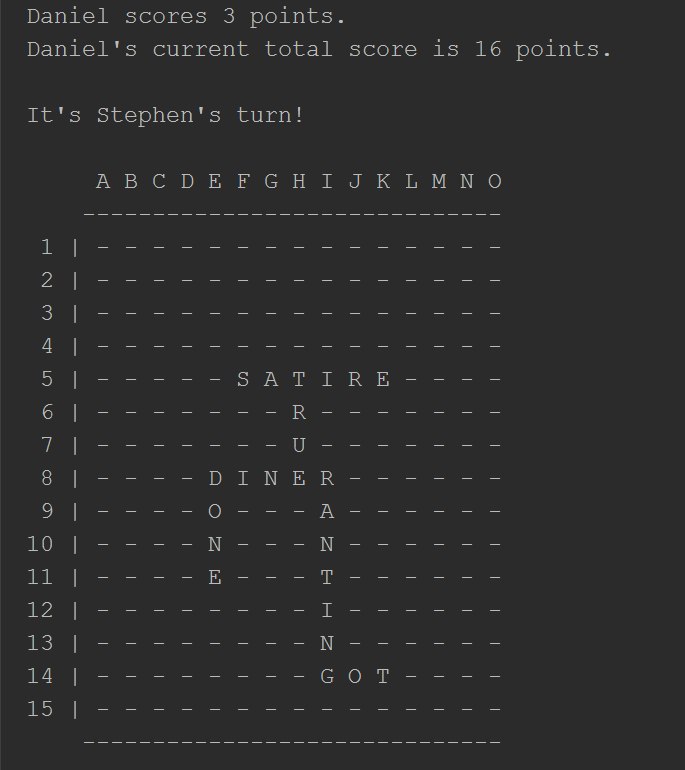 Daniel scores 3 points.
Daniel's current total score is 16 points.
It's Stephen's turn!
A B C D E F G H I J K L M N O
------------------------------
1 | - - - - - - - - - - - - - - -
2 | - - - - - - - - - - - - - - -
3 | - - - - - - - - - - - - - - -
4 | - - - - - - - - - - - - - - -
5 | - - - - - S A T I R E - - - -
6 | - - - - - - - R - - - - - - -
7 | - - - - - - - U - - - - - - -
8 | - - - - D I N E R - - - - - -
9 | - - - - O - - - A - - - - - -
10 | - - - - N - - - N - - - - - -
11 | - - - - E - - - T - - - - - -
12 | - - - - - - - - I - - - - - -
13 | - - - - - - - - N - - - - - -
14 | - - - - - - - - G O T - - - -
15 | - - - - - - - - - - - - - - -
------------------------------